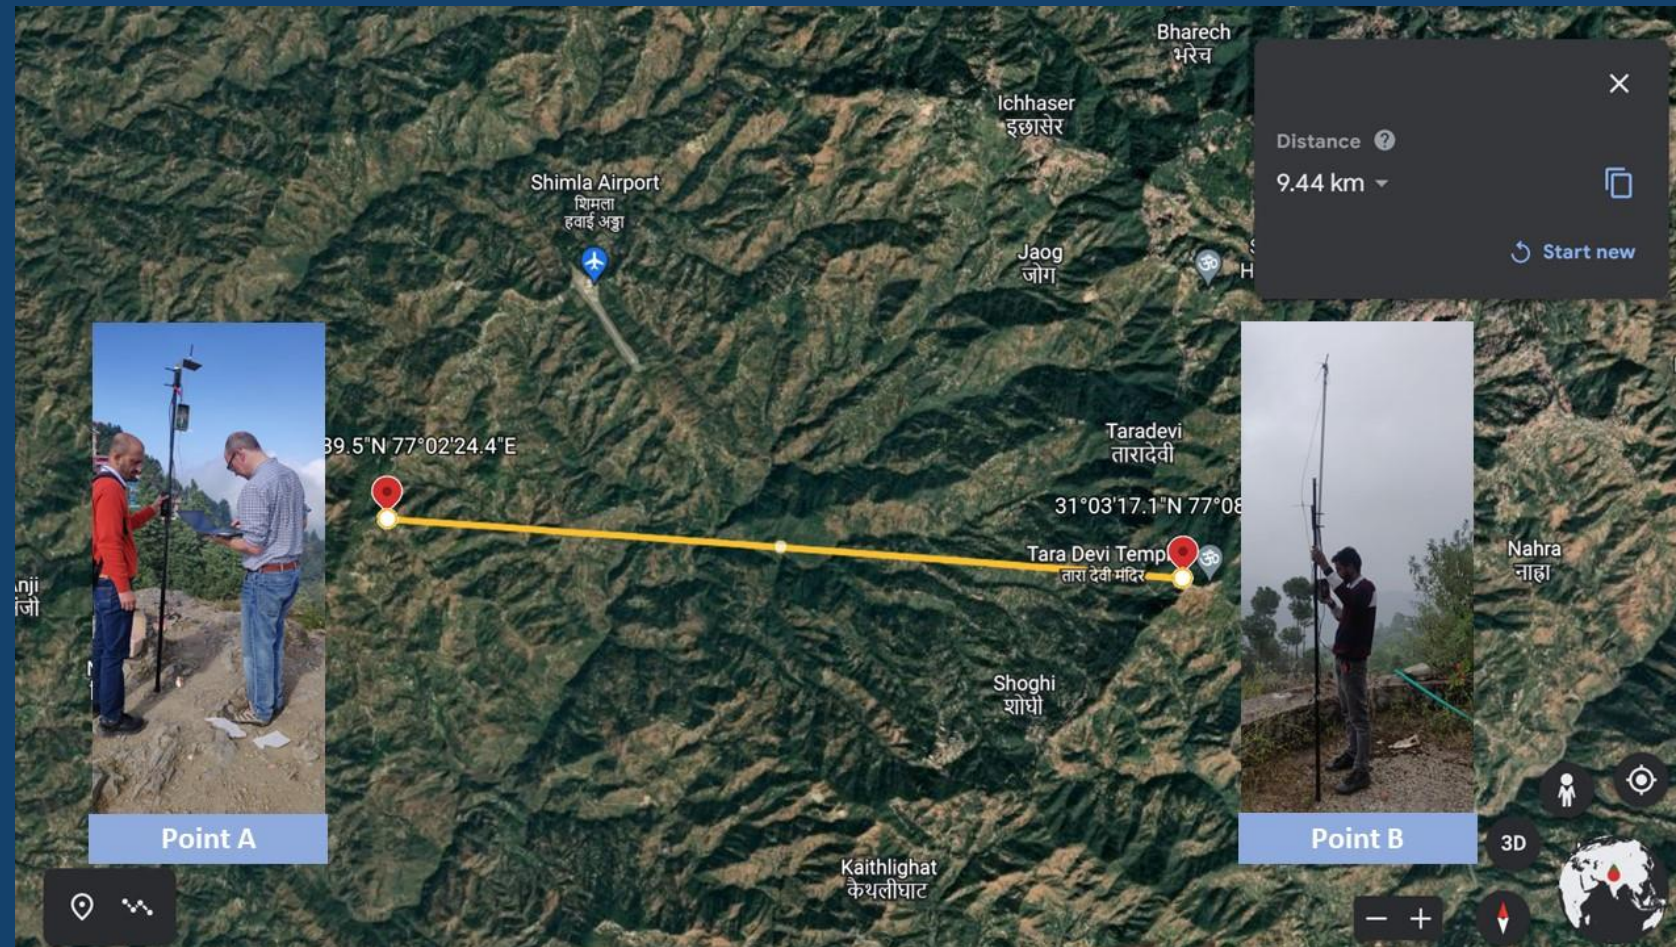 Bharech
भरेच
Ichhaser
इछासेर
Distance
9.44 km
Start new
Shimla Airport
शिमला
हवाई अड्डा
Jaog
जोग
39.5"N 77°02'24.4"E
Taradevi
तारादेवी
31°03'17.1"N 77°08
Tara Devi Temp
तारा देवी मंदिर
Nahra
नाह्रा
Shoghi
शोघी
Point A
Point B
3D
Kaithlighat
कैथलीघाट